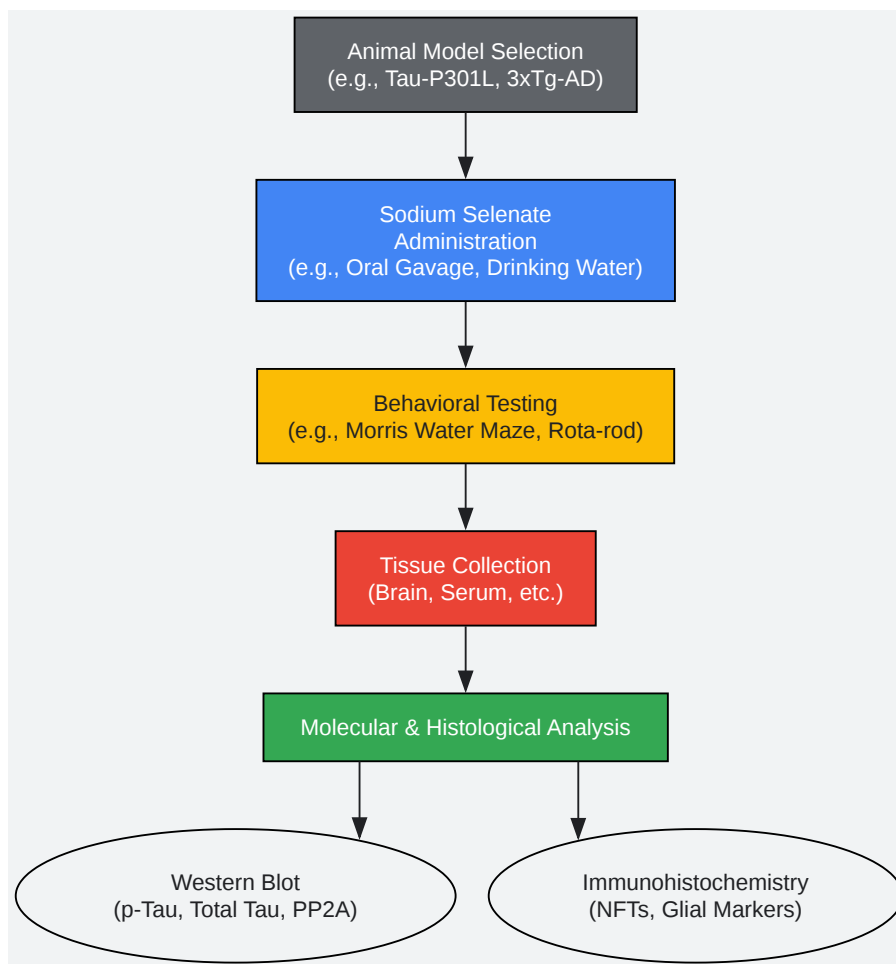 Animal Model Selection
(e.g., Tau-P301L, 3xTg-AD)
Sodium Selenate
Administration
(e.g., Oral Gavage, Drinking Water)
Behavioral Testing
(e.g., Morris Water Maze, Rota-rod)
Tissue Collection
(Brain, Serum, etc.)
Molecular & Histological Analysis
Western Blot
(p-Tau, Total Tau, PP2A)
Immunohistochemistry
(NFTs, Glial Markers)